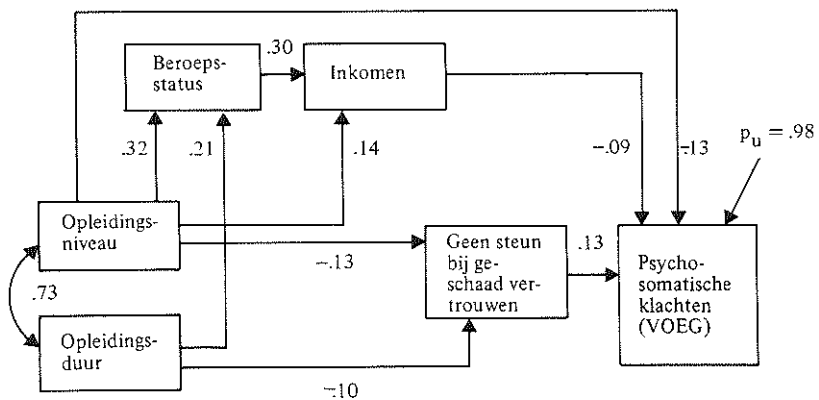 Beroeps-
status
.30
Inkomen
.32
.21
.14
-.09
-.13
p_u = .98
Opleidings-
niveau
-.13
Geen steun
bij ge-
schaad ver-
trouwen
.13
Psycho-
somatische
klachten
(VOEG)
.73
Opleidings-
duur
-.10